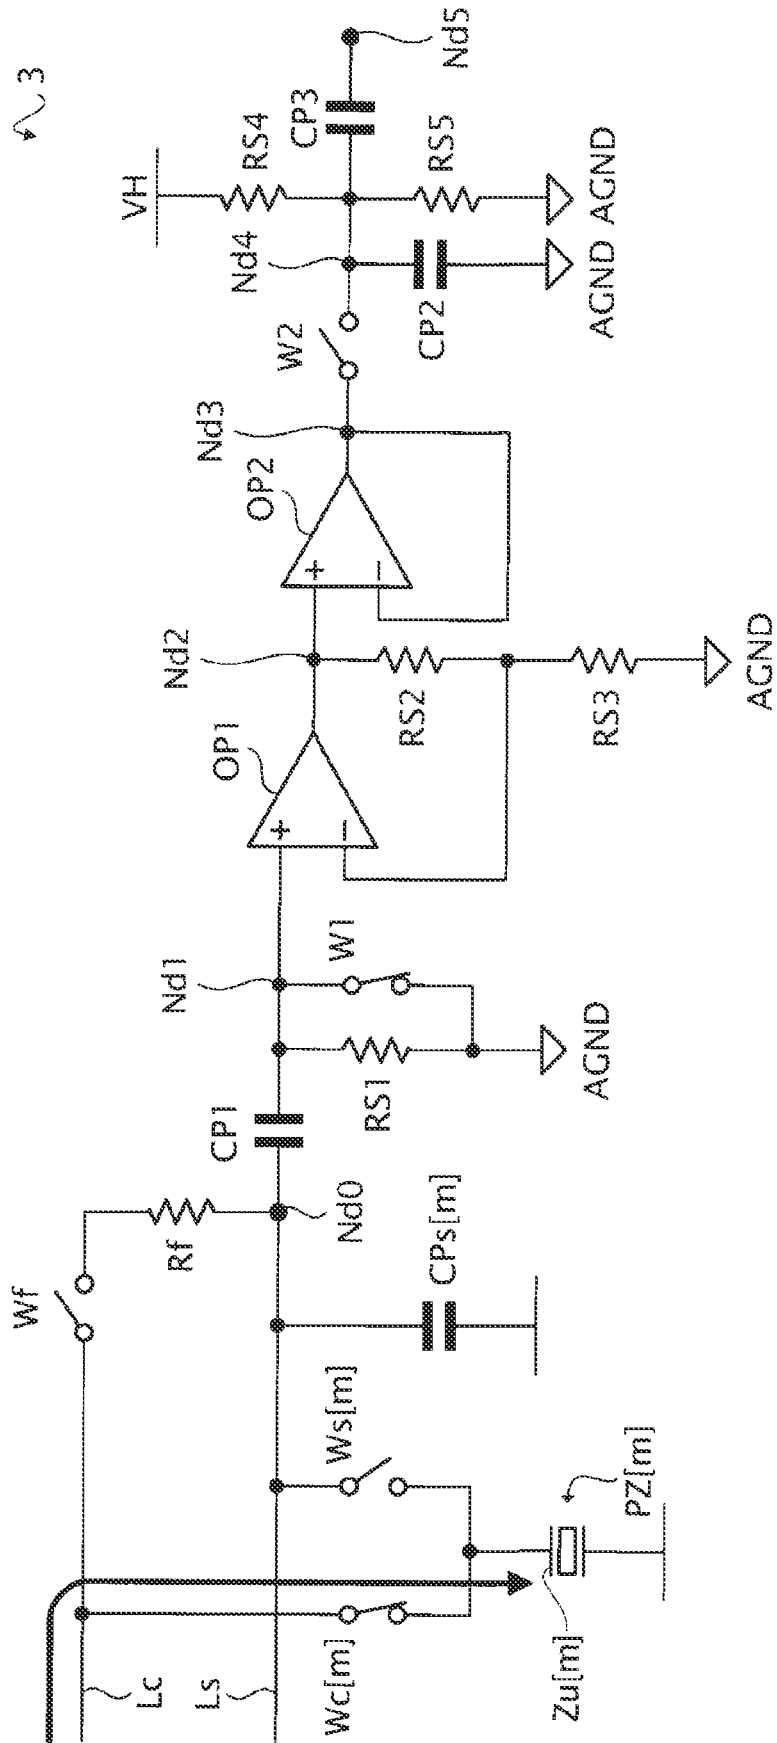 3
VH
RS4
CP3
Nd5
Nd4
RS5
W2
CP2
AGND
AGND
Nd3
OP2
Nd2
RS2
RS3
AGND
OP1
Nd1
W1
CP1
RS1
AGND
Wf
Rf
Nd0
CPs[m]
Ws[m]
PZ[m]
Lc
Ls
Wc[m]
Zu[m]
+
−
+
−